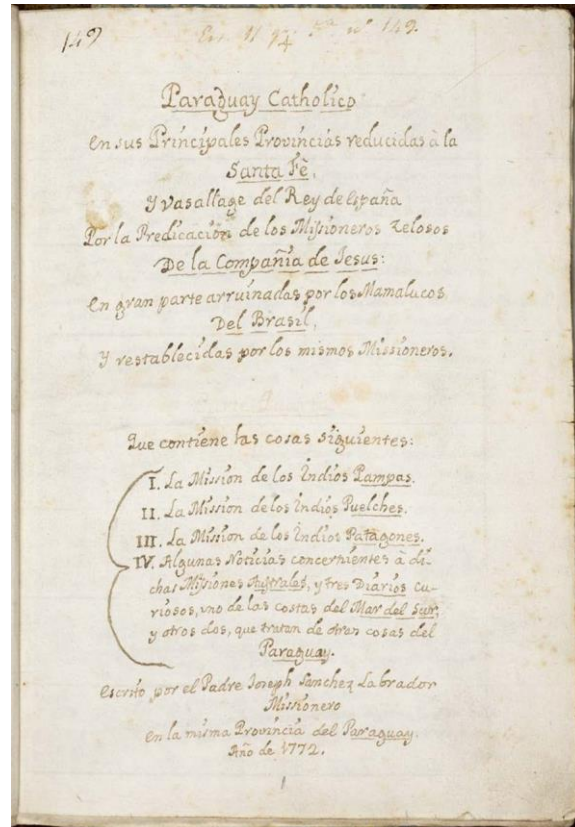 149
nº 149.
Paraguay Catholico
en sus Principales Provincias reducidas à la
Santa Fè,
y Vasallage del Rey de España
Por la Predicacion de los Missioneros Zelosos
De la Compañia de Jesus:
en gran parte arruinadas por los Mamalucos
Del Brasil,
y restablecidas por los mismos Missioneros.
Que contiene las cosas siguientes:
I. La Mission de los Indios Pampas.
II. La Mission de los Indios Puelches.
III. La Mission de los Indios Patagones.
IV. Algunas Noticias concernientes à di-
chas Missiones Australes, y tres Diarios cu-
riosos, uno de las costas del Mar del Sur;
y otros dos, que tratan de otras cosas del
Paraguay.
escrito por el Padre Joseph Sanchez Labrador
Missionero
en la misma Provincia del Paraguay.
Año de 1772.
1